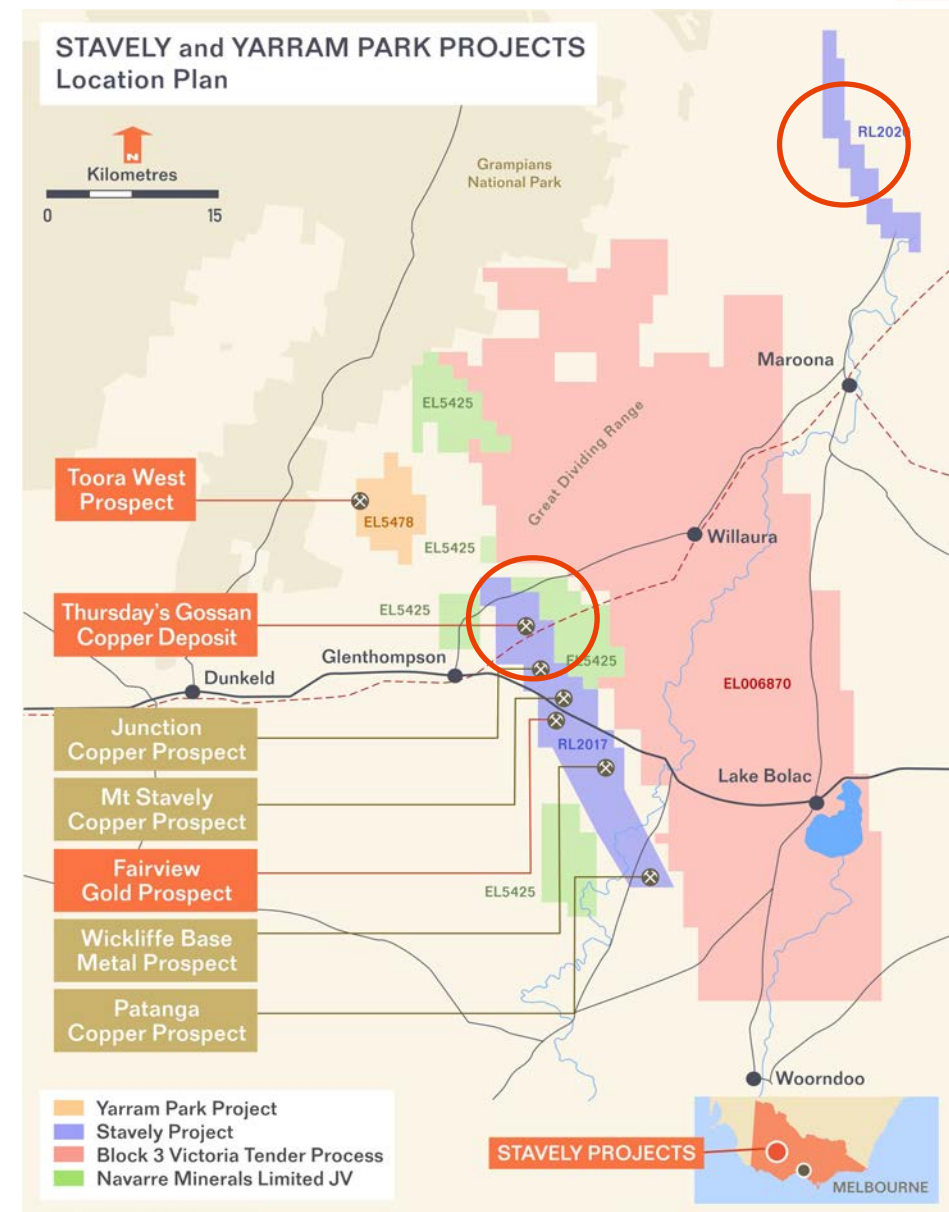 STAVELY and YARRAM PARK PROJECTS
Location Plan
N
Kilometres
0 15
Grampians
National Park
RL2020
Maroona
EL5425
Great Dividing Range
Toora West
Prospect
EL5478
EL5425
Willaura
Thursday's Gossan
Copper Deposit
EL5425
Glenthompson
EL5425
Dunkeld
EL006870
Junction
Copper Prospect
RL2017
Lake Bolac
Mt Stavely
Copper Prospect
Fairview
Gold Prospect
EL5425
Wickliffe Base
Metal Prospect
Patanga
Copper Prospect
Woorndoo
Yarram Park Project
Stavely Project
Block 3 Victoria Tender Process
Navarre Minerals Limited JV
STAVELY PROJECTS
MELBOURNE